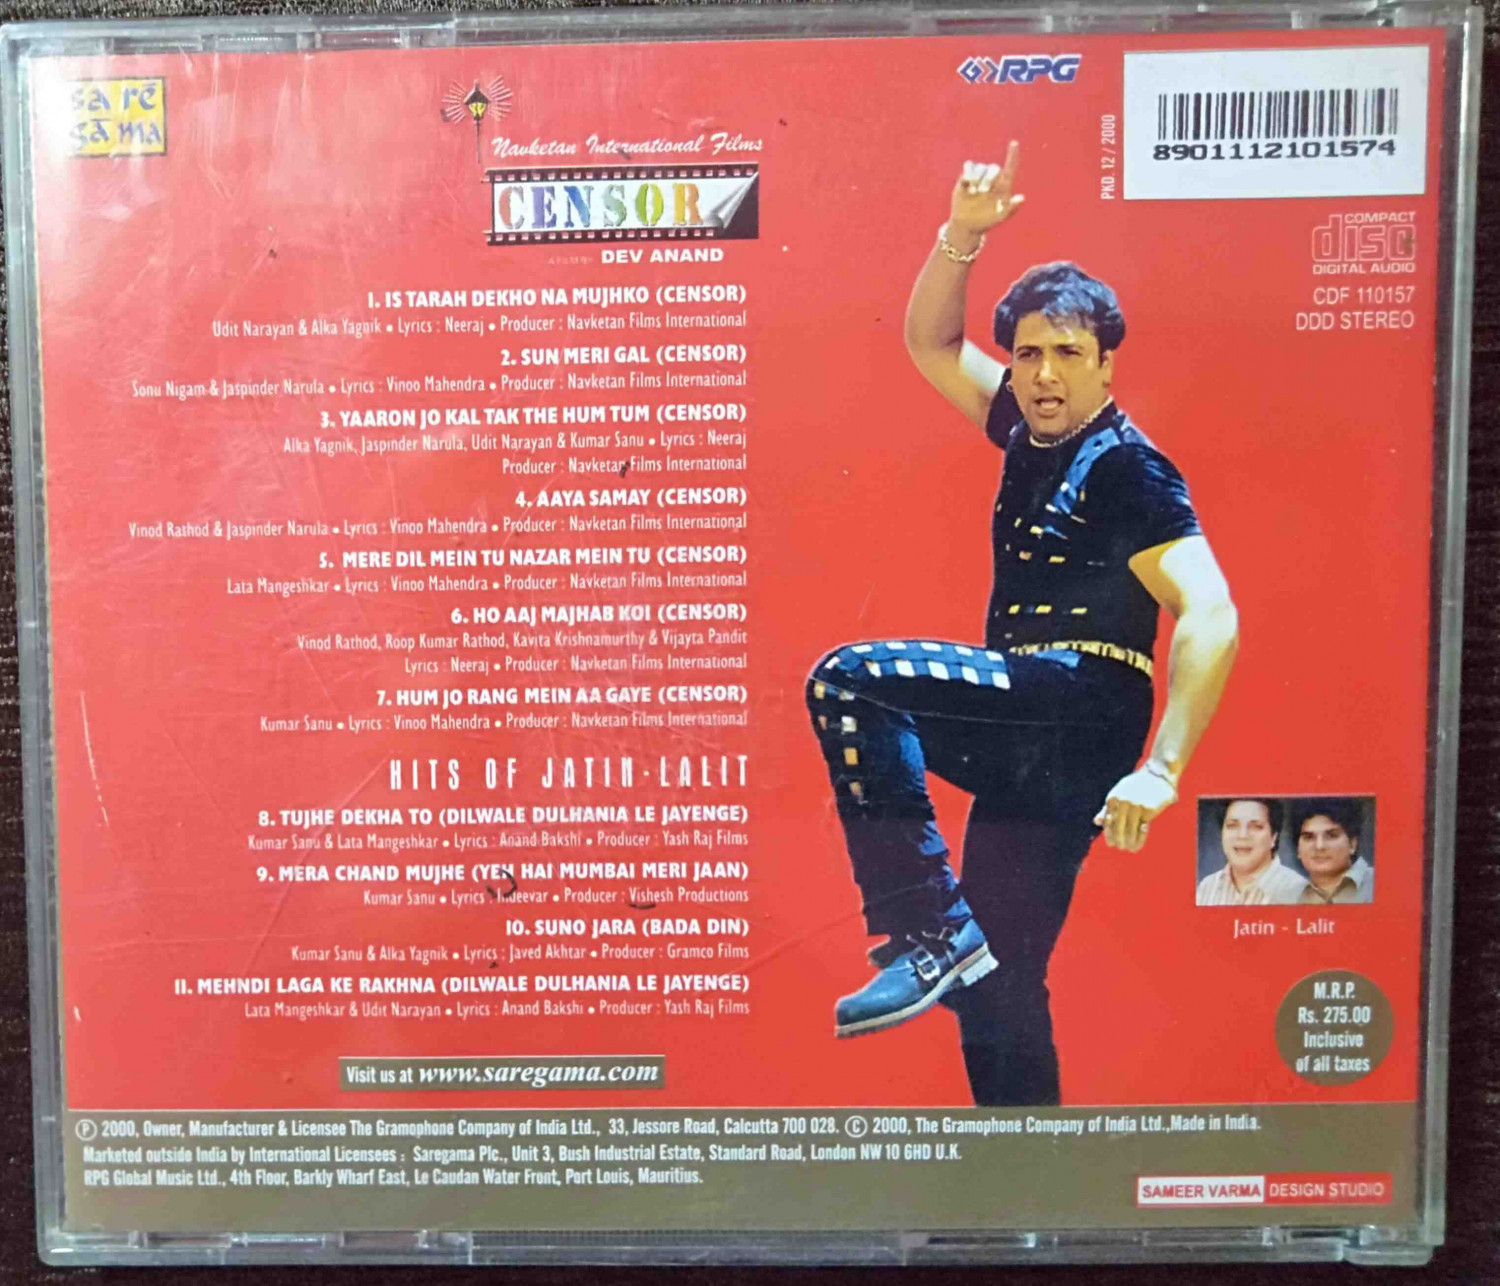 sa re
ga ma
Navketan International Films
CENSOR
A FILM BY DEV ANAND
1. IS TARAH DEKHO NA MUJHKO (CENSOR)
Udit Narayan & Alka Yagnik • Lyrics : Neeraj • Producer : Navketan Films International
2. SUN MERI GAL (CENSOR)
Sonu Nigam & Jaspinder Narula • Lyrics : Vinoo Mahendra • Producer : Navketan Films International
3. YAARON JO KAL TAK THE HUM TUM (CENSOR)
Alka Yagnik, Jaspinder Narula, Udit Narayan & Kumar Sanu • Lyrics : Neeraj
Producer : Navketan Films International
4. AAYA SAMAY (CENSOR)
Vinod Rathod & Jaspinder Narula • Lyrics : Vinoo Mahendra • Producer : Navketan Films International
5. MERE DIL MEIN TU NAZAR MEIN TU (CENSOR)
Lata Mangeshkar • Lyrics : Vinoo Mahendra • Producer : Navketan Films International
6. HO AAJ MAJHAB KOI (CENSOR)
Vinod Rathod, Roop Kumar Rathod, Kavita Krishnamurthy & Vijayta Pandit
Lyrics : Neeraj • Producer : Navketan Films International
7. HUM JO RANG MEIN AA GAYE (CENSOR)
Kumar Sanu • Lyrics : Vinoo Mahendra • Producer : Navketan Films International
HITS OF JATIN-LALIT
8. TUJHE DEKHA TO (DILWALE DULHANIA LE JAYENGE)
Kumar Sanu & Lata Mangeshkar • Lyrics : Anand Bakshi • Producer : Yash Raj Films
9. MERA CHAND MUJHE (YEH HAI MUMBAI MERI JAAN)
Kumar Sanu • Lyrics : Indeevar • Producer : Vishesh Productions
10. SUNO JARA (BADA DIN)
Kumar Sanu & Alka Yagnik • Lyrics : Javed Akhtar • Producer : Gramco Films
11. MEHNDI LAGA KE RAKHNA (DILWALE DULHANIA LE JAYENGE)
Lata Mangeshkar & Udit Narayan • Lyrics : Anand Bakshi • Producer : Yash Raj Films
Visit us at www.saregama.com
RPG
PKD. 12 / 2000
8901112101574
COMPACT
disc
DIGITAL AUDIO
CDF 110157
DDD STEREO
Jatin - Lalit
M.R.P.
Rs. 275.00
Inclusive
of all taxes
Ⓟ 2000, Owner, Manufacturer & Licensee The Gramophone Company of India Ltd., 33, Jessore Road, Calcutta 700 028. © 2000, The Gramophone Company of India Ltd.,Made in India.
Marketed outside India by International Licensees : Saregama Plc., Unit 3, Bush Industrial Estate, Standard Road, London NW 10 6HD U.K.
RPG Global Music Ltd., 4th Floor, Barkly Wharf East, Le Caudan Water Front, Port Louis, Mauritius.
SAMEER VARMA DESIGN STUDIO